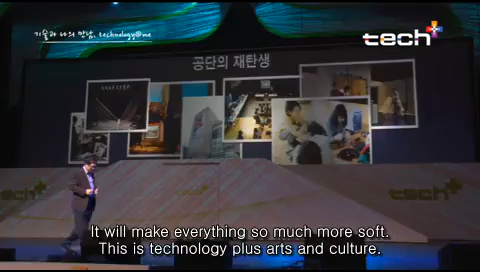 기술과 나의 만남, technology@me
tech+
공단의 재탄생
tech+
tech+
It will make everything so much more soft.
This is technology plus arts and culture.